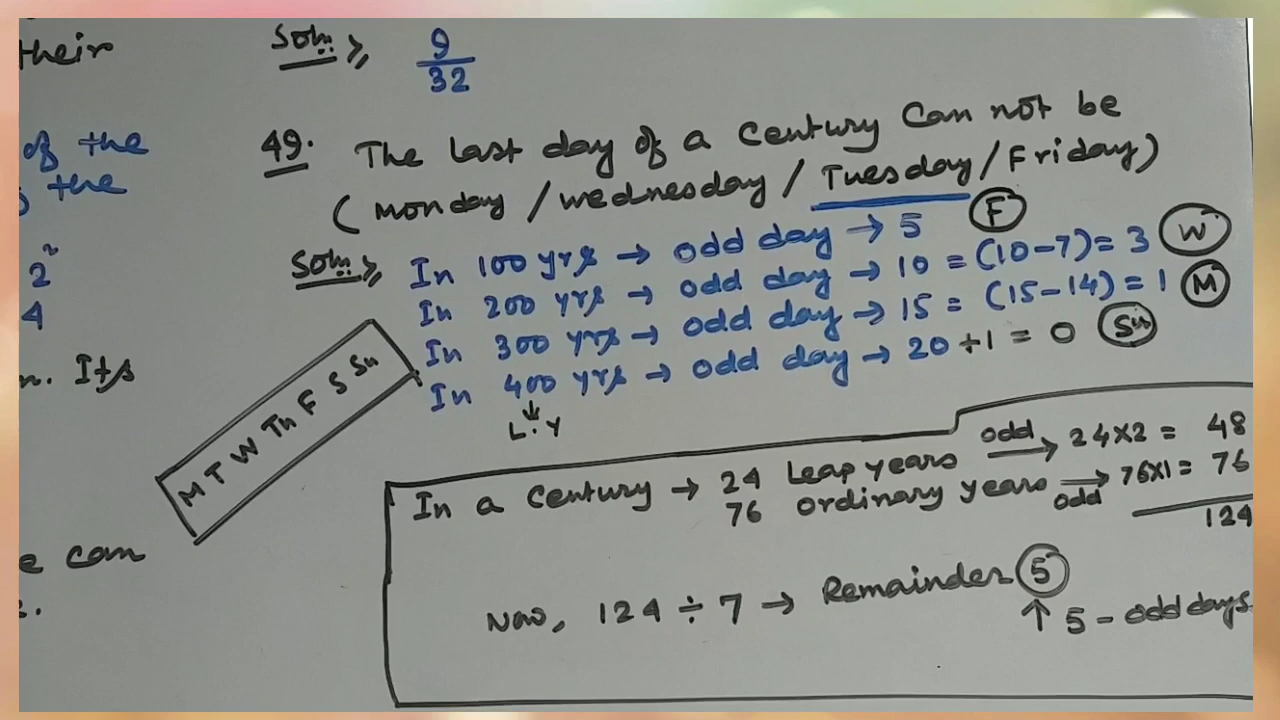 their
of the
the
2²
4
n. Its
e can
Soln. ⇒ 9/32
49. The last day of a Century Can not be
(Monday / Wednesday / Tuesday / Friday)
Soln. ⇒ In 100 yrs → odd day → 5 F
In 200 yrs → odd day → 10 = (10-7) = 3 W
In 300 yrs → odd day → 15 = (15-14) = 1 M
In 400 yrs → odd day → 20 + 1 = 0 Su
L.Y
M T W Th F S Su
In a Century → 24 Leap years odd → 24×2 = 48
76 ordinary years odd → 76×1 = 76
124
Now, 124 ÷ 7 → Remainder 5
↑ 5 - odd days